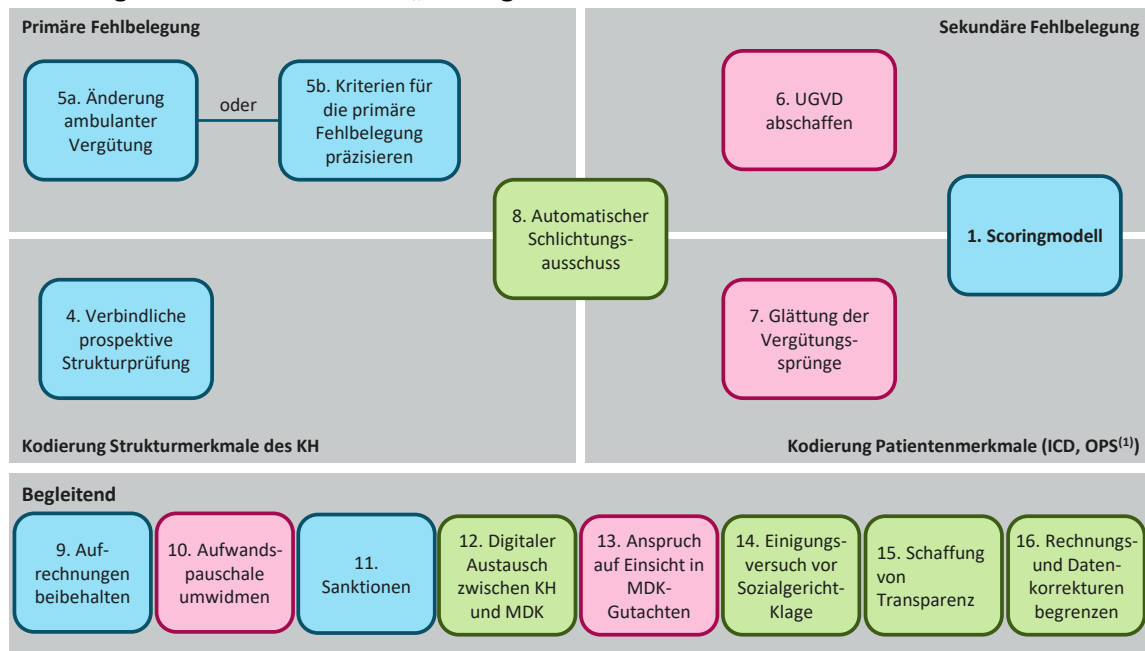 Primäre Fehlbelegung
Sekundäre Fehlbelegung
5a. Änderung
ambulanter
Vergütung
oder
5b. Kriterien für
die primäre
Fehlbelegung
präzisieren
6. UGVD
abschaffen
8. Automatischer
Schlichtungs-
ausschuss
1. Scoringmodell
4. Verbindliche
prospektive
Strukturprüfung
7. Glättung der
Vergütungs-
sprünge
Kodierung Strukturmerkmale des KH
Kodierung Patientenmerkmale (ICD, OPS(1))
Begleitend
9. Auf-
rechnungen
beibehalten
10. Aufwands-
pauschale
umwidmen
11.
Sanktionen
12. Digitaler
Austausch
zwischen KH
und MDK
13. Anspruch
auf Einsicht in
MDK-
Gutachten
14. Einigungs-
versuch vor
Sozialgericht-
Klage
15. Schaffung
von
Transparenz
16. Rechnungs-
und Daten-
korrekturen
begrenzen